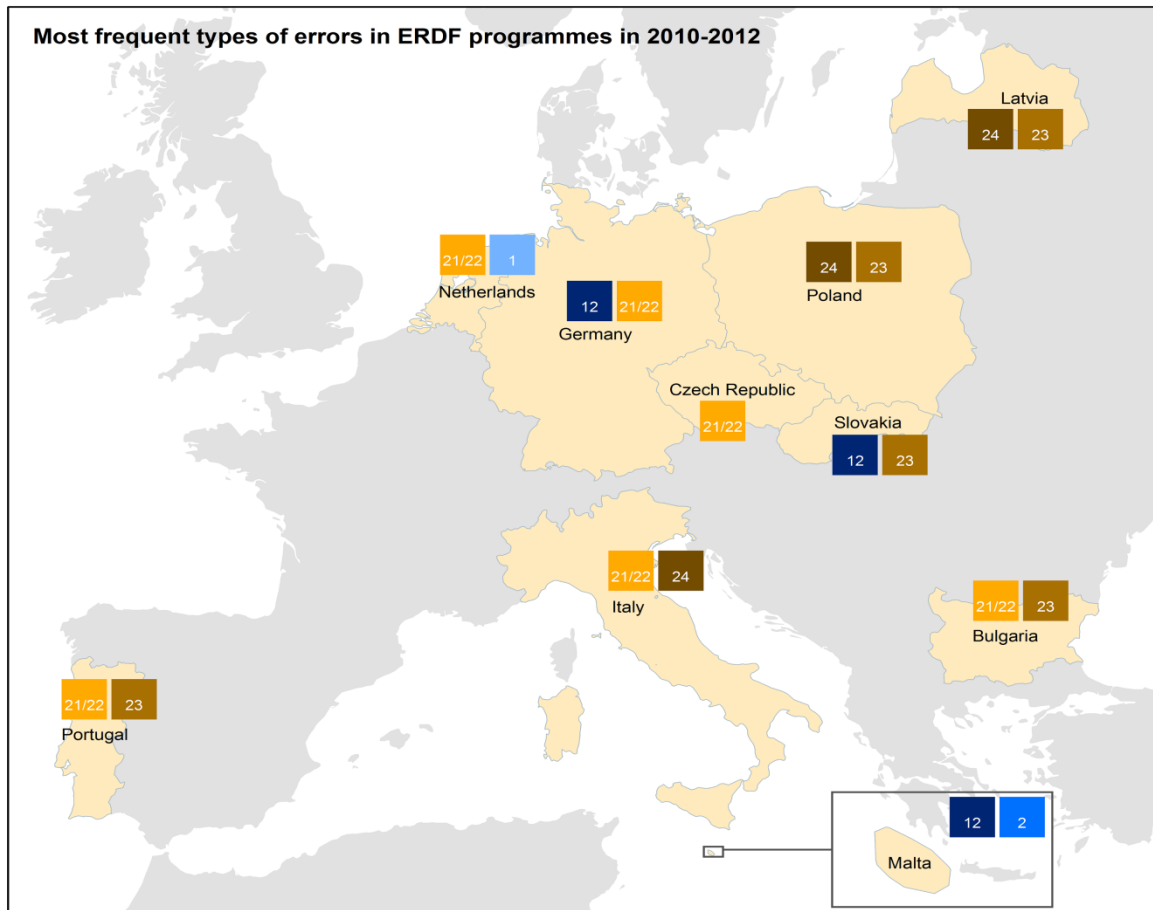 Most frequent types of errors in ERDF programmes in 2010-2012
Latvia
24 23
21/22 1
Netherlands
24 23
Poland
12 21/22
Germany
Czech Republic
21/22
Slovakia
12 23
21/22 24
Italy
21/22 23
Bulgaria
21/22 23
Portugal
12 2
Malta